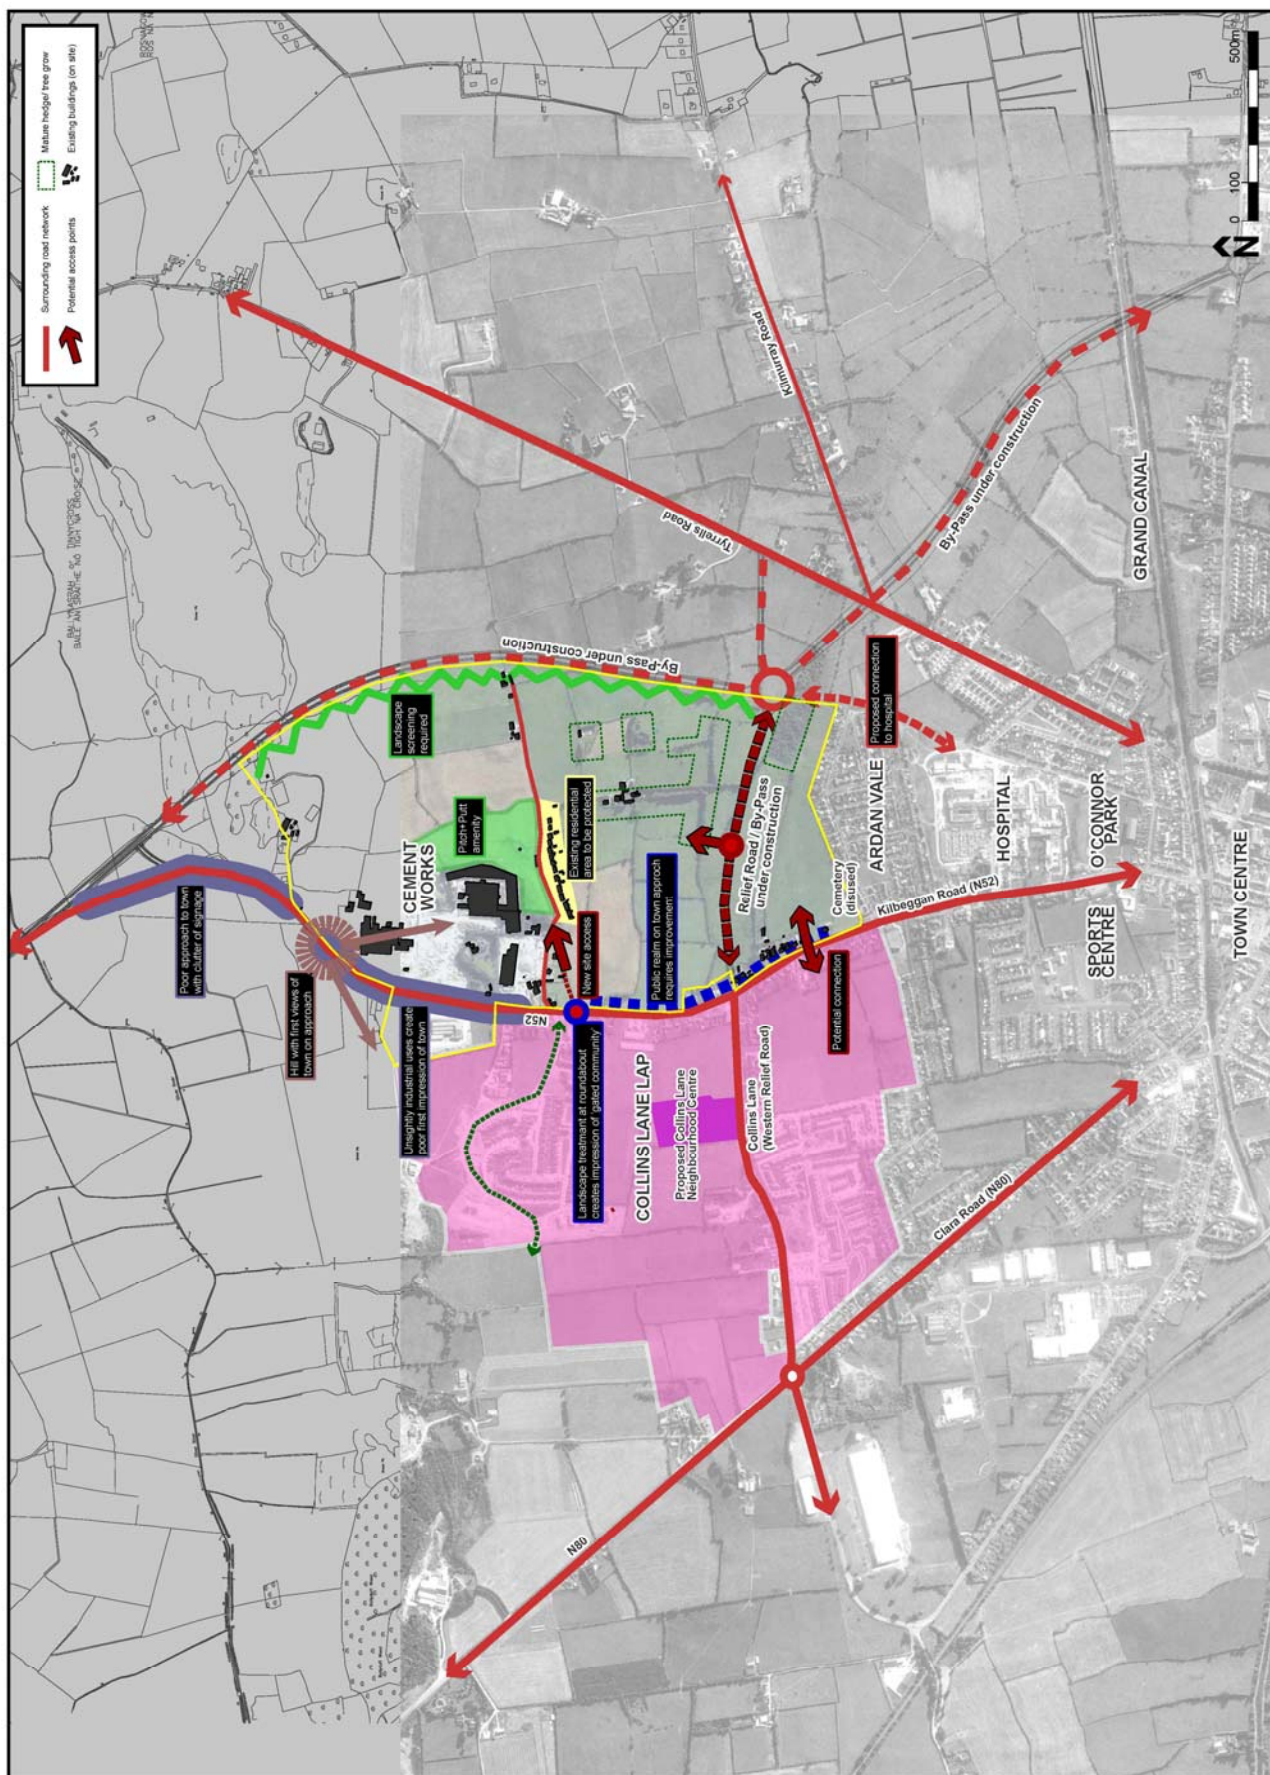 Surrounding road network
Mature hedge/ tree grow
Potential access points
Existing buildings (on site)
BALLYNASRAH or TINNYCROSS
Poor approach to town
with clutter of signage
Hill with first views of
town on approach
Unsightly industrial uses create
poor first impression of town
CEMENT
WORKS
Pitch+Putt
amenity
Landscape
screening
required
By-Pass under construction
Existing residential
area to be protected
New site access
N52
Landscape treatmant at roundabout
creates impression of 'gated community'
COLLINS LANE LAP
Proposed Collins Lane
Neighbourhood Centre
Public realm on town approch
requires improvement
Relief Road / By-Pass
under construction
Collins Lane
(Western Relief Road)
Potential connection
Cemetery
(disused)
Kilbeggan Road (N52)
ARDAN VALE
Proposed connection
to hospital
HOSPITAL
O'CONNOR
PARK
SPORTS
CENTRE
TOWN CENTRE
Tyrrells Road
Kilmurray Road
By-Pass under construction
GRAND CANAL
Clara Road (N80)
N80
N
0 100 500m